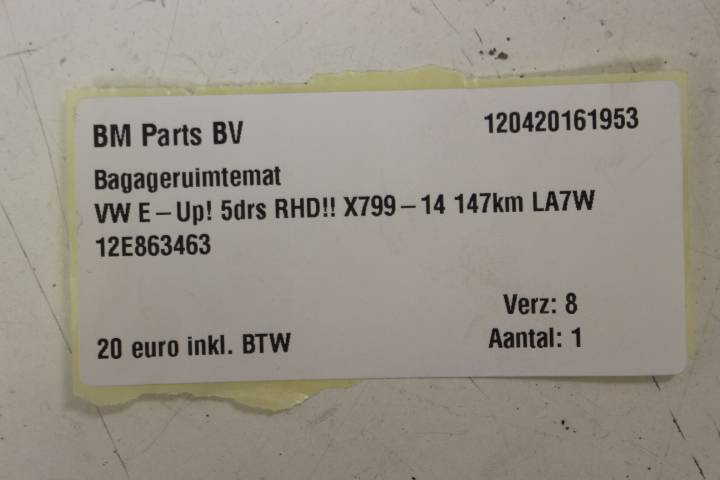 BM Parts BV 120420161953
Bagageruimtemat
VW E-Up! 5drs RHD!! X799-14 147km LA7W
12E863463
Verz: 8
20 euro inkl. BTW Aantal: 1